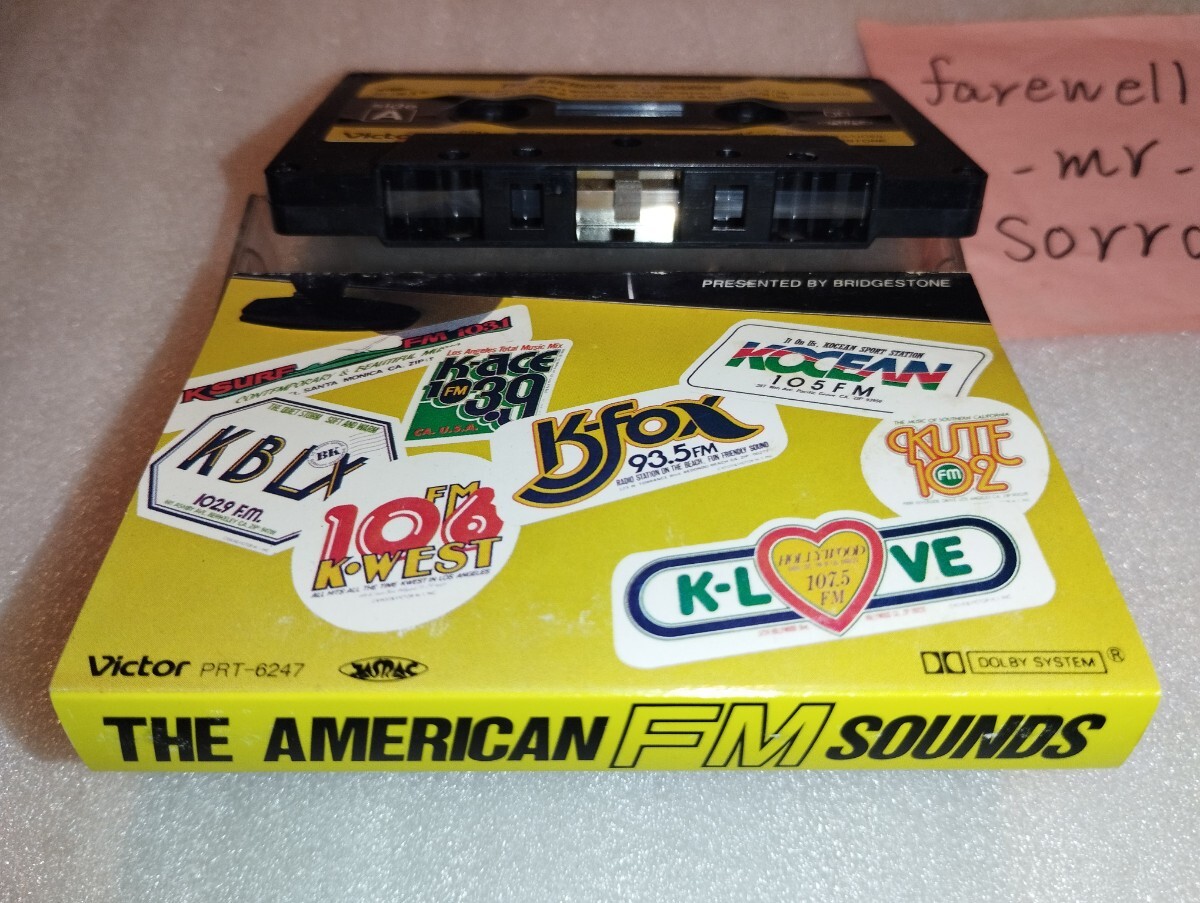 side
A
Victor
farewell
-mr-
Sorro
PRESENTED BY BRIDGESTONE
FM 103.1
K-SURF
CONTEMPORARY & BEAUTIFUL
SANTA MONICA CA. ZIP
Los Angeles Total Music Mix
K-ACE
103.9
FM
CA. U.S.A.
KOCEAN SPORT STATION
KOCEAN
105 FM
THE QUIET STORM SOFT AND WARM
KBLX
BK
102.9 F.M.
K-FOX
93.5 FM
RADIO STATION ON THE BEACH, FUN FRIENDLY SOUND
THE MUSIC OF SOUTHERN CALIFORNIA
KUTE
102
FM
FM
106
K·WEST
ALL HITS ALL THE TIME KWEST IN LOS ANGELES
K-L VE
HOLLYWOOD
107.5
FM
Victor PRT-6247
JASRAC
DOLBY SYSTEM ®
THE AMERICAN FM SOUNDS